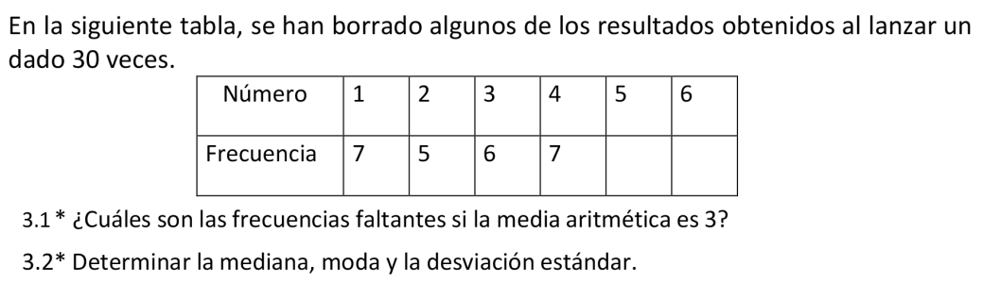 En la siguiente tabla, se han borrado algunos de los resultados obtenidos al lanzar un
dado 30 veces.
Número 1 2 3 4 5 6
Frecuencia 7 5 6 7
3.1* ¿Cuáles son las frecuencias faltantes si la media aritmética es 3?
3.2* Determinar la mediana, moda y la desviación estándar.